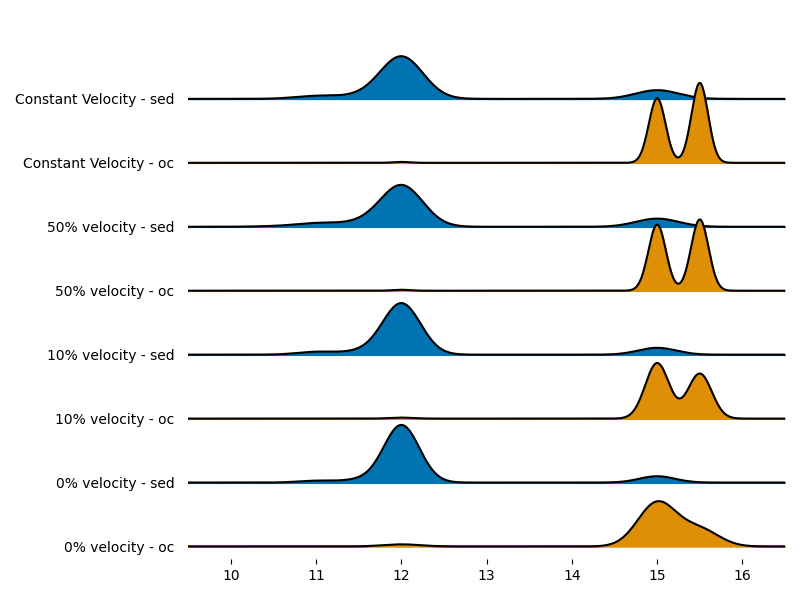 Constant Velocity - sed
Constant Velocity - oc
50% velocity - sed
50% velocity - oc
10% velocity - sed
10% velocity - oc
0% velocity - sed
0% velocity - oc
10 11 12 13 14 15 16